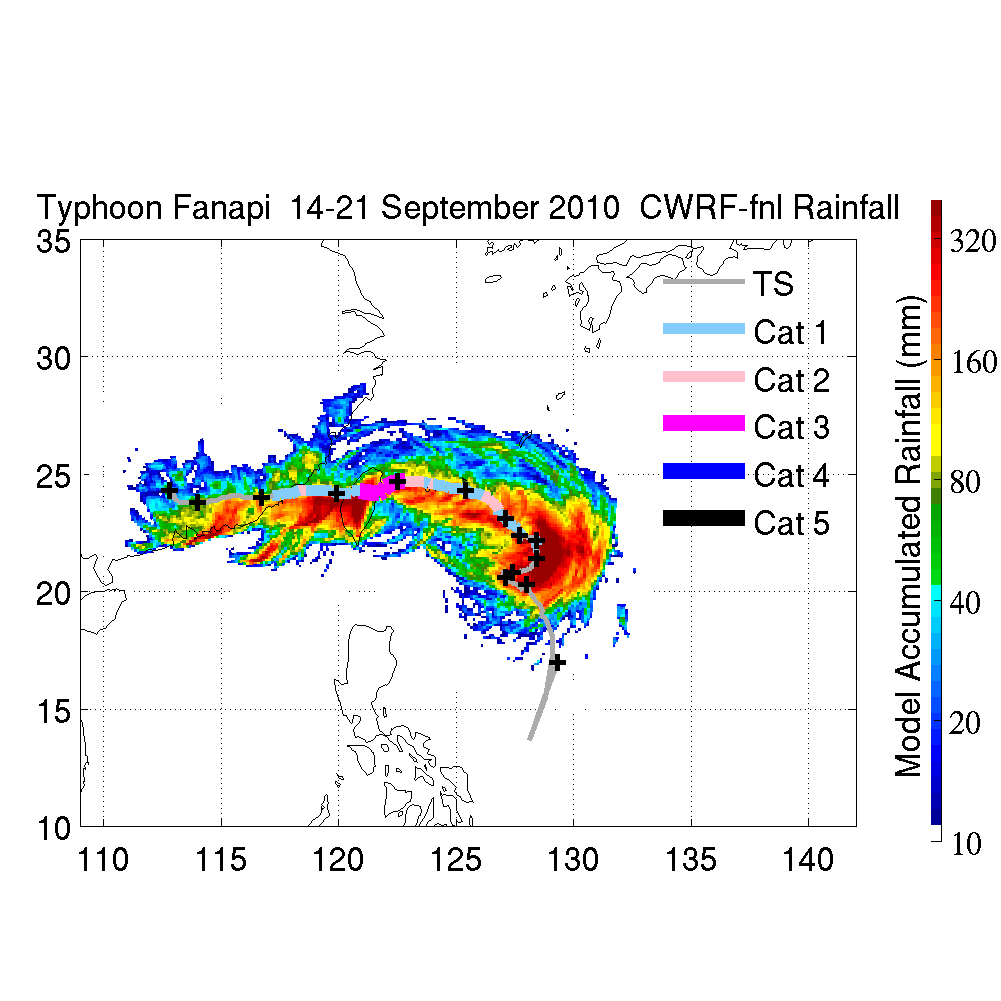 Typhoon Fanapi  14-21 September 2010  CWRF-fnl Rainfall
35
30
25
20
15
10
110 115 120 125 130 135 140
TS
Cat 1
Cat 2
Cat 3
Cat 4
Cat 5
320
160
80
40
20
10
Model Accumulated Rainfall (mm)